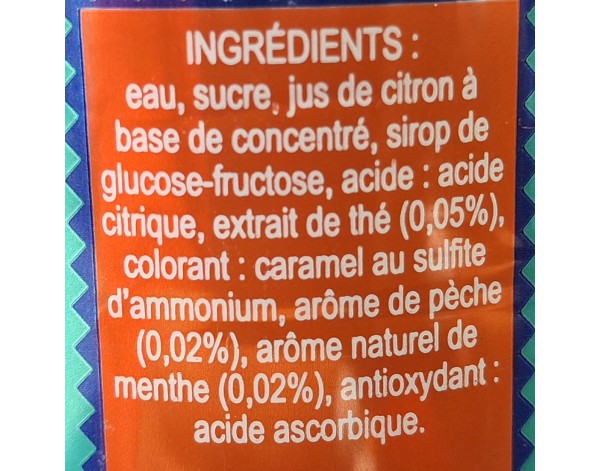 INGRÉDIENTS :
eau, sucre, jus de citron à
base de concentré, sirop de
glucose-fructose, acide : acide
citrique, extrait de thé (0,05%),
colorant : caramel au sulfite
d'ammonium, arôme de pèche
(0,02%), arôme naturel de
menthe (0,02%), antioxydant :
acide ascorbique.